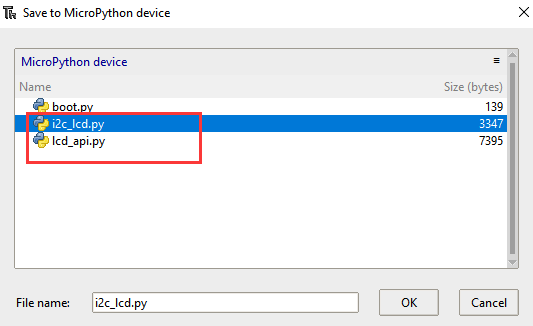 Save to MicroPython device
MicroPython device
Name Size (bytes)
boot.py 139
i2c_lcd.py 3347
lcd_api.py 7395
File name: i2c_lcd.py OK Cancel